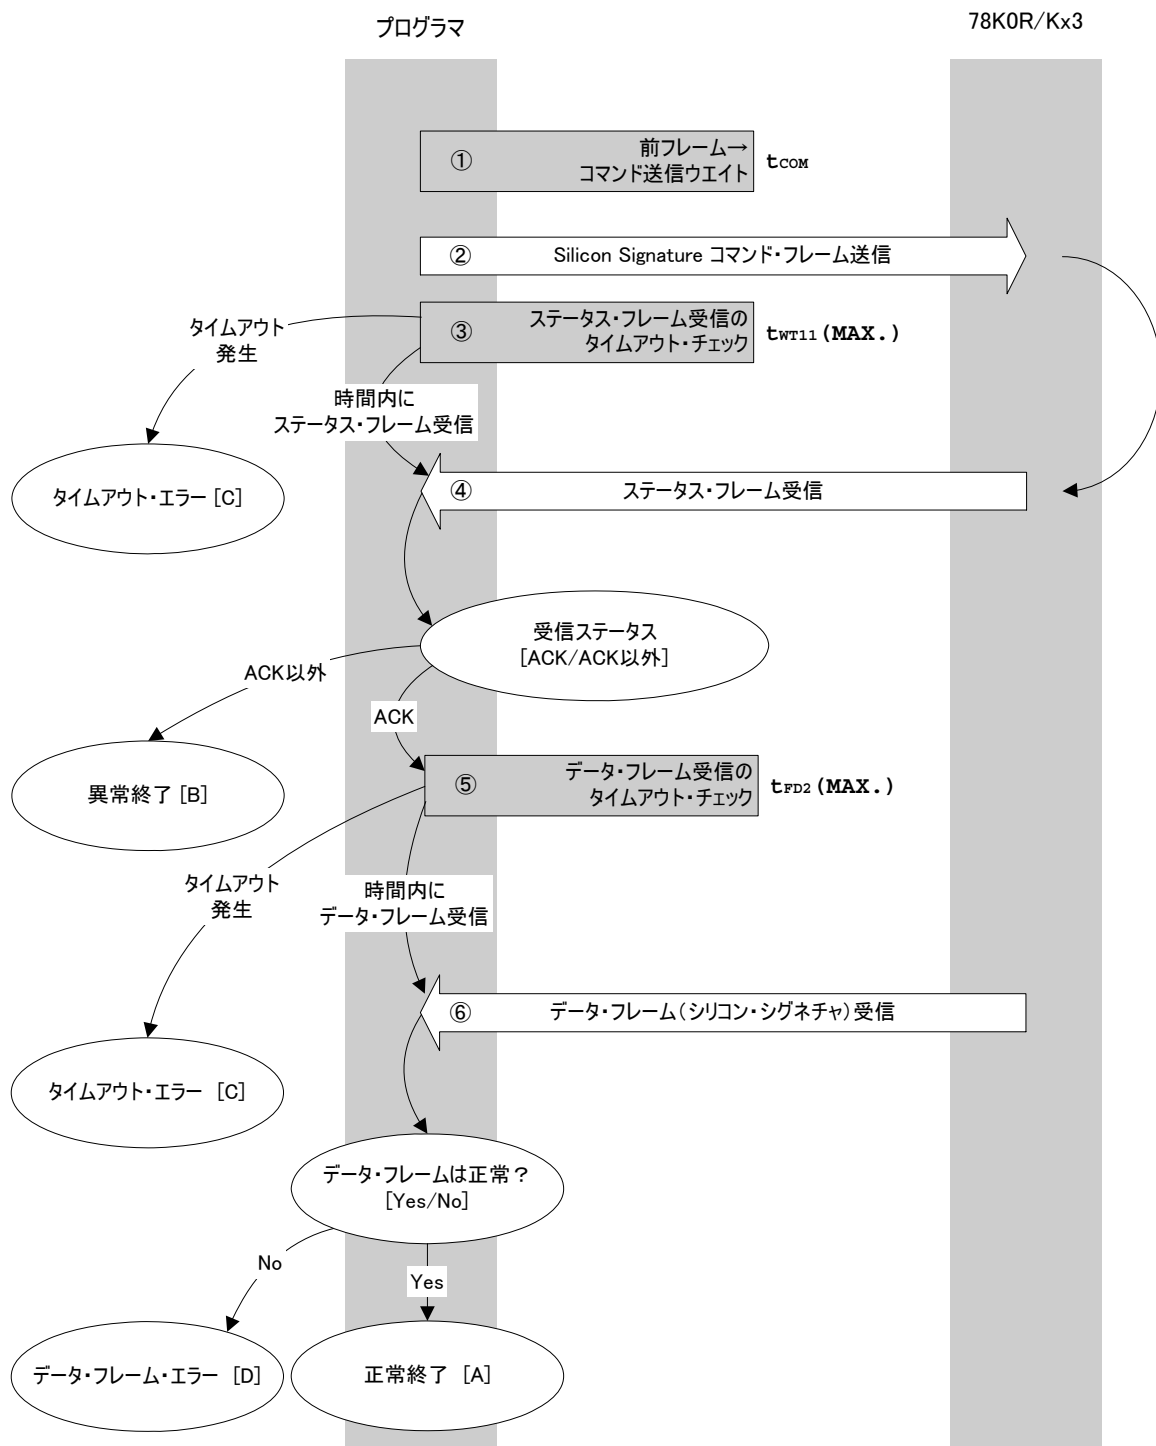 プログラマ
78K0R/Kx3
①
前フレーム→
コマンド送信ウエイト
tCOM
②
Silicon Signature コマンド・フレーム送信
タイムアウト
発生
③
ステータス・フレーム受信の
タイムアウト・チェック
tWT11(MAX.)
時間内に
ステータス・フレーム受信
タイムアウト・エラー [C]
④
ステータス・フレーム受信
受信ステータス
[ACK/ACK以外]
ACK以外
ACK
異常終了 [B]
⑤
データ・フレーム受信の
タイムアウト・チェック
tFD2(MAX.)
タイムアウト
発生
時間内に
データ・フレーム受信
⑥
データ・フレーム(シリコン・シグネチャ)受信
タイムアウト・エラー [C]
データ・フレームは正常?
[Yes/No]
No
Yes
データ・フレーム・エラー [D]
正常終了 [A]